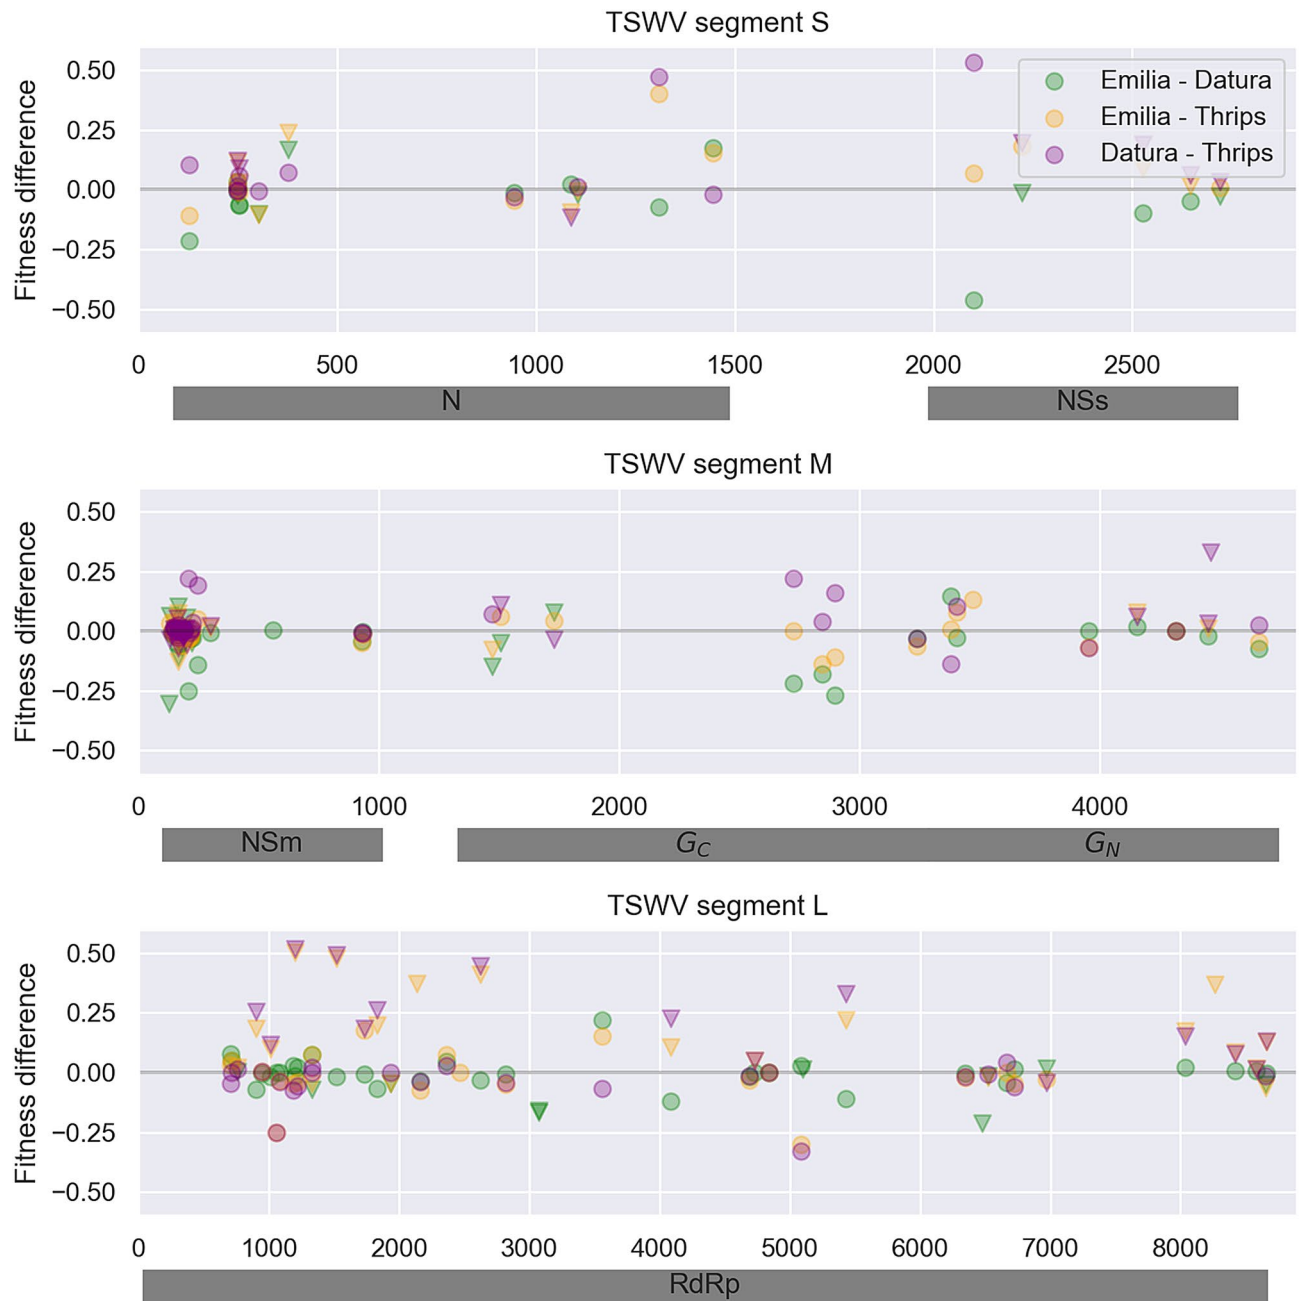 TSWV segment S
Fitness difference
0.50
0.25
0.00
−0.25
−0.50
Emilia - Datura
Emilia - Thrips
Datura - Thrips
0 500 1000 1500 2000 2500
N NSs
TSWV segment M
Fitness difference
0.50
0.25
0.00
−0.25
−0.50
0 1000 2000 3000 4000
NSm G_C G_N
TSWV segment L
Fitness difference
0.50
0.25
0.00
−0.25
−0.50
0 1000 2000 3000 4000 5000 6000 7000 8000
RdRp